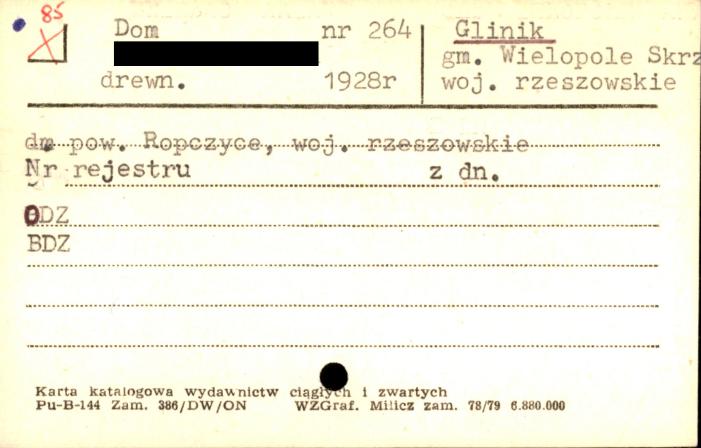 85
Dom nr 264
drewn. 1928r
Glinik
gm. Wielopole Skrz
woj. rzeszowskie
dm pow. Ropczyce, woj. rzeszowskie
Nr rejestru z dn.
ODZ
BDZ
Karta katalogowa wydawnictw ciągłych i zwartych
Pu-B-144 Zam. 386/DW/ON WZGraf. Milicz zam. 78/79 6.880.000